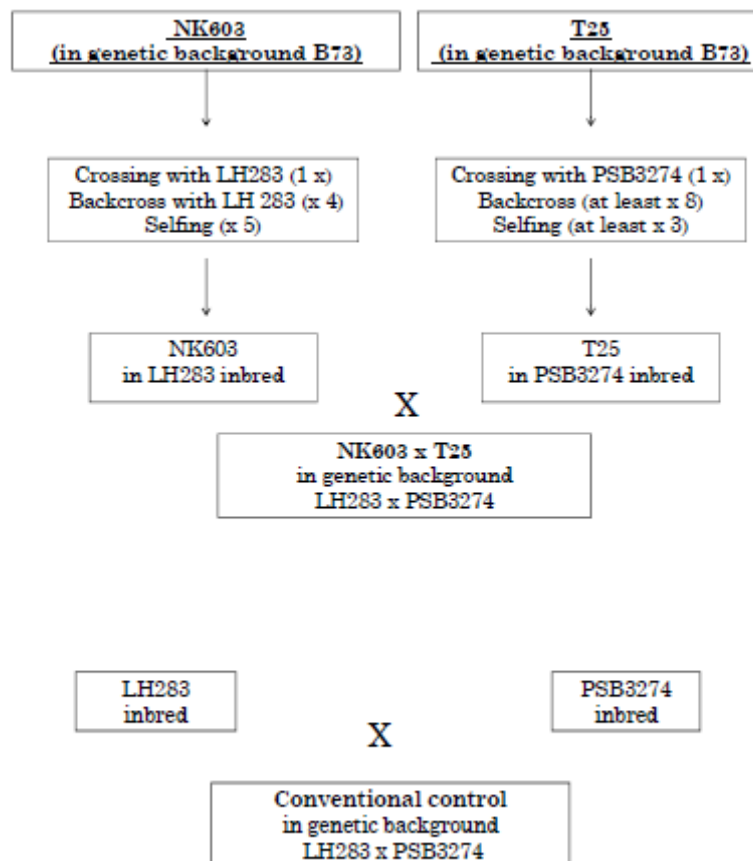 NK603
(in genetic background B73)
T25
(in genetic background B73)
Crossing with LH283 (1 x)
Backcross with LH 283 (x 4)
Selfing (x 5)
Crossing with PSB3274 (1 x)
Backcross (at least x 8)
Selfing (at least x 3)
NK603
in LH283 inbred
T25
in PSB3274 inbred
X
NK603 x T25
in genetic background
LH283 x PSB3274
LH283
inbred
PSB3274
inbred
X
Conventional control
in genetic background
LH283 x PSB3274